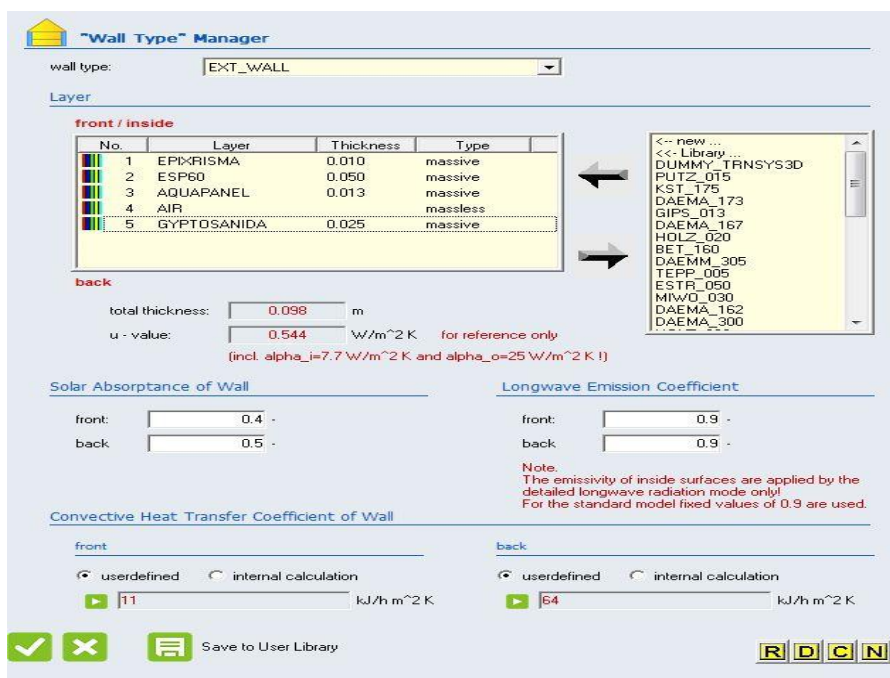 "Wall Type" Manager
wall type: EXT_WALL
Layer
front / inside
No. Layer Thickness Type
1 EPIXRISMA 0.010 massive
2 ESP60 0.050 massive
3 AQUAPANEL 0.013 massive
4 AIR massless
5 GYPTOSANIDA 0.025 massive
back
<- new ...
<<- Library ...
DUMMY_TRNSYS3D
PUTZ_015
KST_175
DAEMA_173
GIPS_013
DAEMA_167
HOLZ_020
BET_160
DAEMM_305
TEPP_005
ESTR_050
MIWO_030
DAEMA_162
DAEMA_300
total thickness: 0.098 m
u - value: 0.544 W/m^2 K for reference only
(incl. alpha_i=7.7 W/m^2 K and alpha_o=25 W/m^2 K !)
Solar Absorptance of Wall
front: 0.4 -
back 0.5 -
Longwave Emission Coefficient
front: 0.9 -
back 0.9 -
Note.
The emissivity of inside surfaces are applied by the
detailed longwave radiation mode only!
For the standard model fixed values of 0.9 are used.
Convective Heat Transfer Coefficient of Wall
front
userdefined internal calculation
11 kJ/h m^2 K
back
userdefined internal calculation
64 kJ/h m^2 K
Save to User Library
R D C N